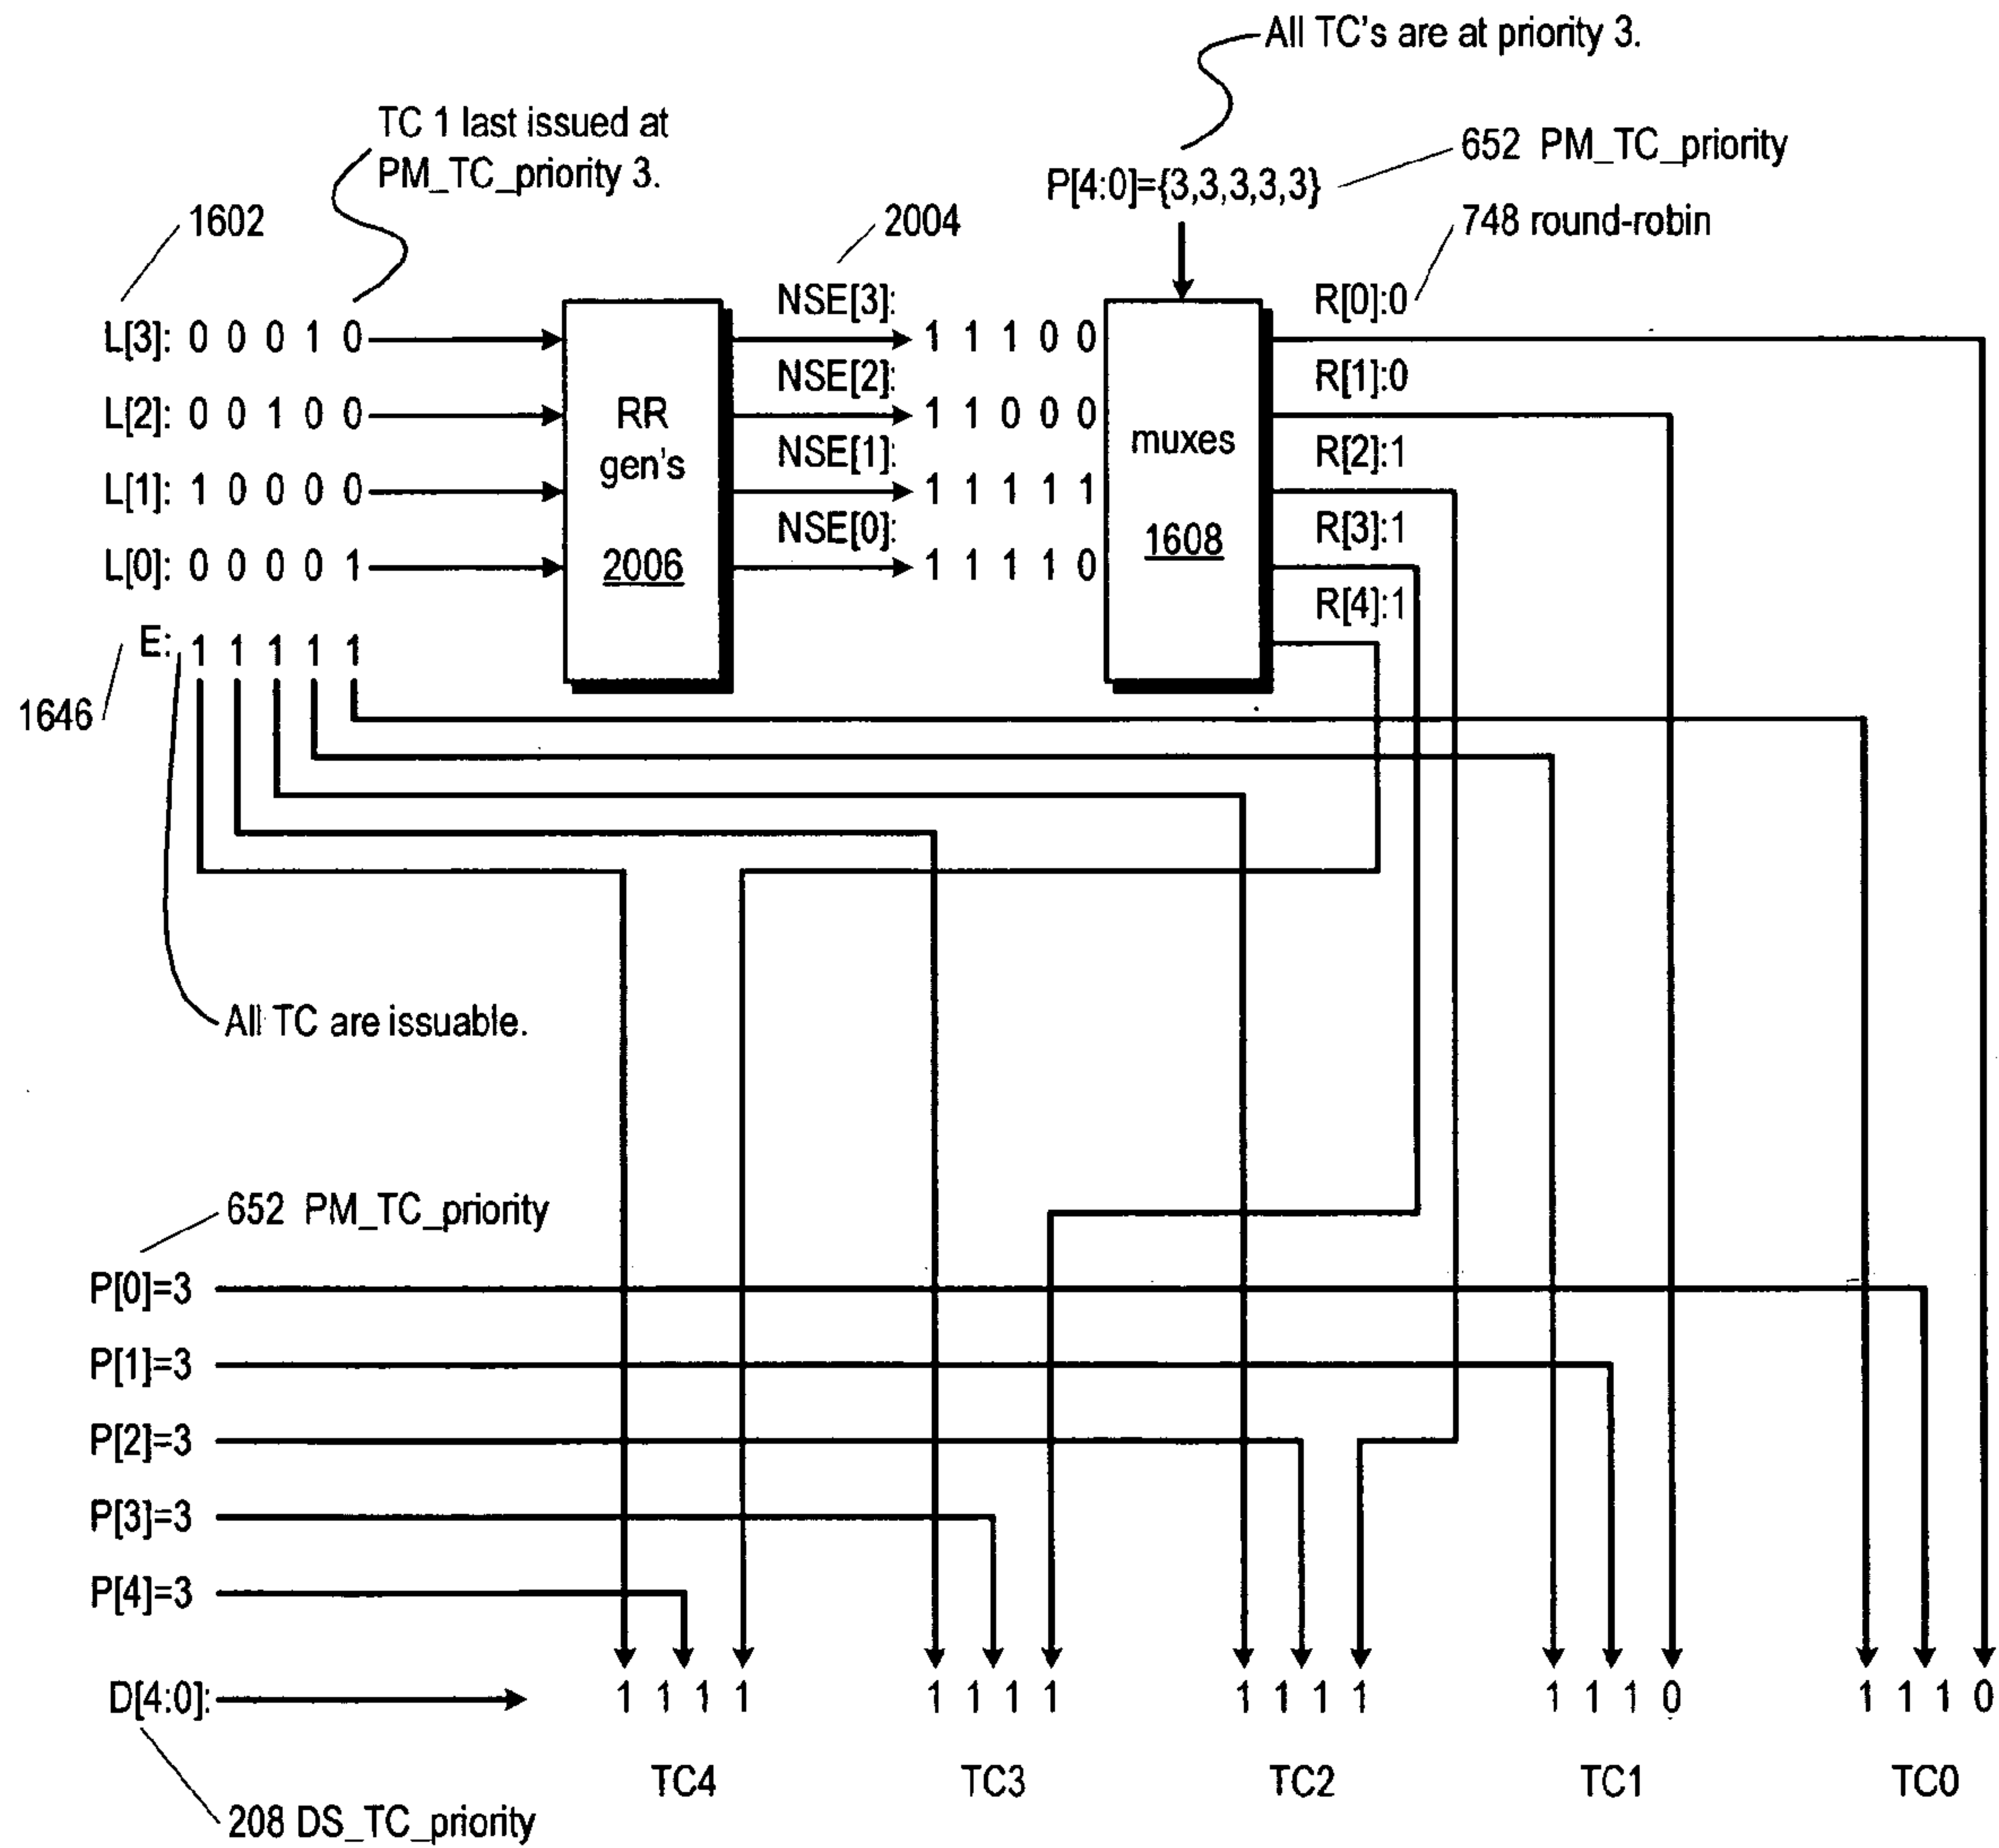 All TC's are at priority 3.
TC 1 last issued at
PM_TC_priority 3.
652 PM_TC_priority
P[4:0]={3,3,3,3,3}
1602
2004
748 round-robin
NSE[3]:
R[0]:0
L[3]: 0 0 0 1 0
1 1 1 0 0
NSE[2]:
R[1]:0
L[2]: 0 0 1 0 0
RR
1 1 0 0 0
muxes
gen's
NSE[1]:
R[2]:1
L[1]: 1 0 0 0 0
1 1 1 1 1
NSE[0]:
1608
R[3]:1
L[0]: 0 0 0 0 1
2006
1 1 1 1 0
R[4]:1
E: 1 1 1 1 1
1646
All TC are issuable.
652 PM_TC_priority
P[0]=3
P[1]=3
P[2]=3
P[3]=3
P[4]=3
D[4:0]: 1 1 1 1 1 1 1 1 1 1 1 1 1 1 1 0 1 1 1 0
TC4 TC3 TC2 TC1 TC0
208 DS_TC_priority